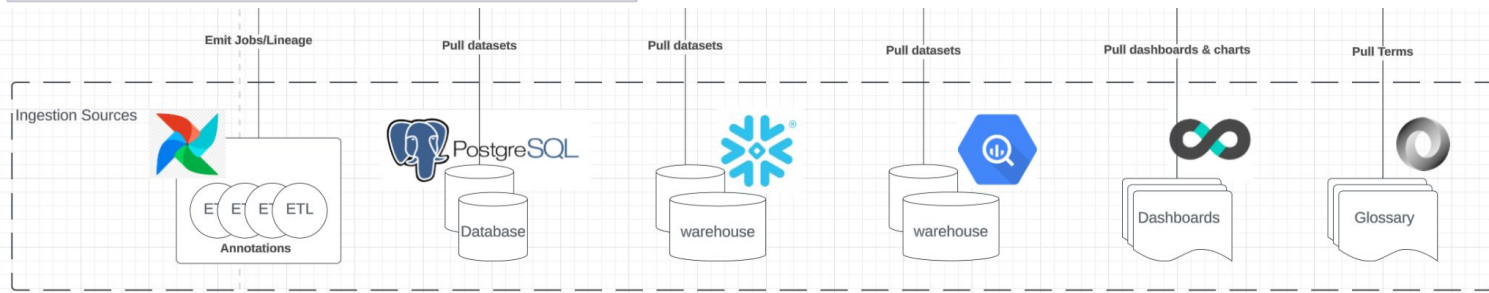 Emit Jobs/Lineage
Pull datasets
Pull datasets
Pull datasets
Pull dashboards & charts
Pull Terms
Ingestion Sources
PostgreSQL
®
ET
ET
ET
ETL
Annotations
Database
warehouse
warehouse
Dashboards
Glossary